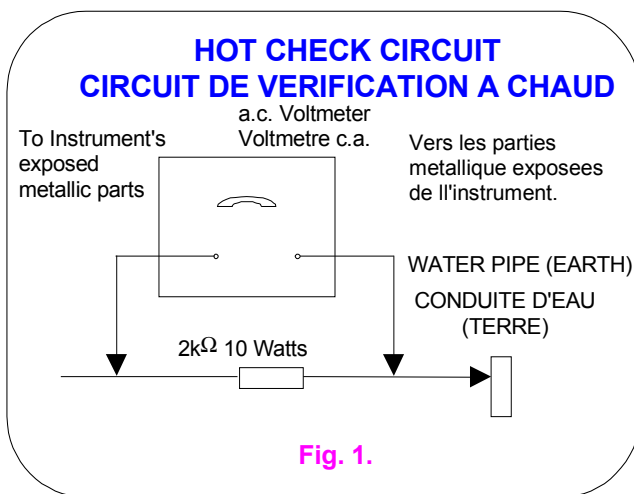 HOT CHECK CIRCUIT
CIRCUIT DE VERIFICATION A CHAUD
a.c. Voltmeter
Voltmetre c.a.
To Instrument's
exposed
metallic parts
Vers les parties
metallique exposees
de ll'instrument.
WATER PIPE (EARTH)
CONDUITE D'EAU
(TERRE)
2kΩ 10 Watts
Fig. 1.